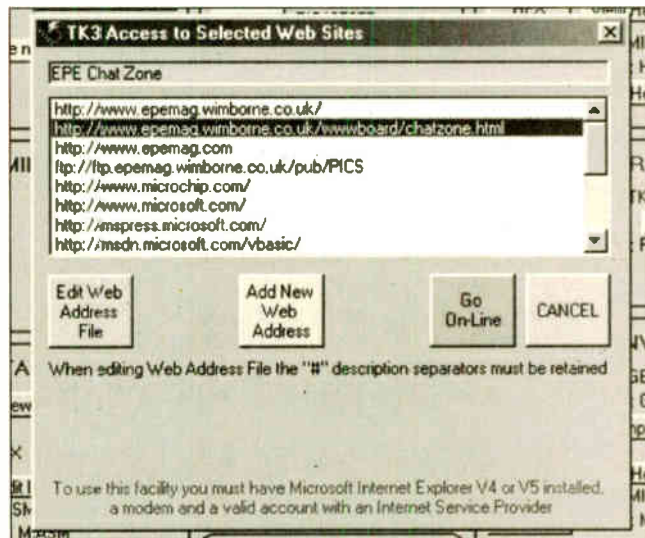 TK3 Access to Selected Web Sites
EPE Chat Zone
http://www.epemag.wimborne.co.uk/
http://www.epemag.wimborne.co.uk/wwwboard/chatzone.html
http://www.epemag.com
ftp://ftp.epemag.wimborne.co.uk/pub/PICS
http://www.microchip.com/
http://www.microsoft.com/
http://mspress.microsoft.com/
http://msdn.microsoft.com/vbasic/
Edit Web
Address
File
Add New
Web
Address
Go
On-Line
CANCEL
When editing Web Address File the "#" description separators must be retained
To use this facility you must have Microsoft Internet Explorer V4 or V5 installed,
a modem and a valid account with an Internet Service Provider